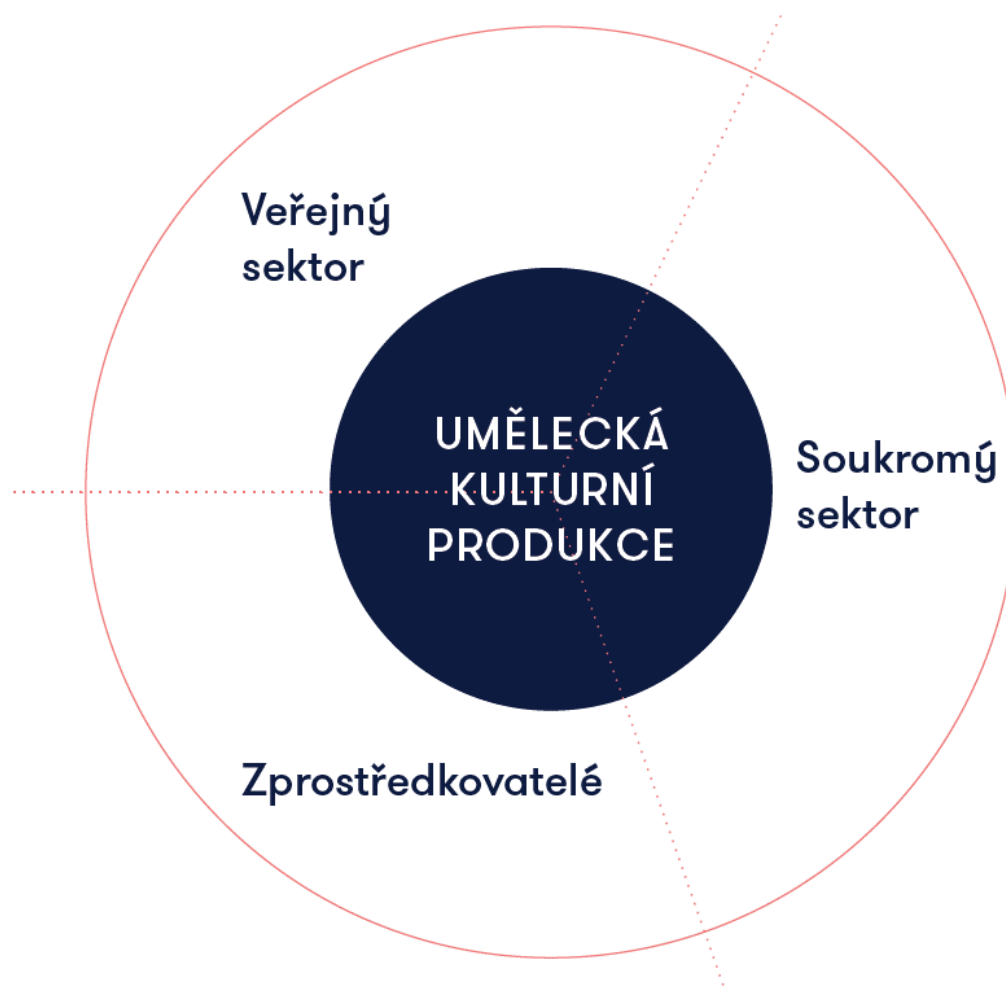 Veřejný
sektor
UMĚLECKÁ
KULTURNÍ
PRODUKCE
Soukromý
sektor
Zprostředkovatelé